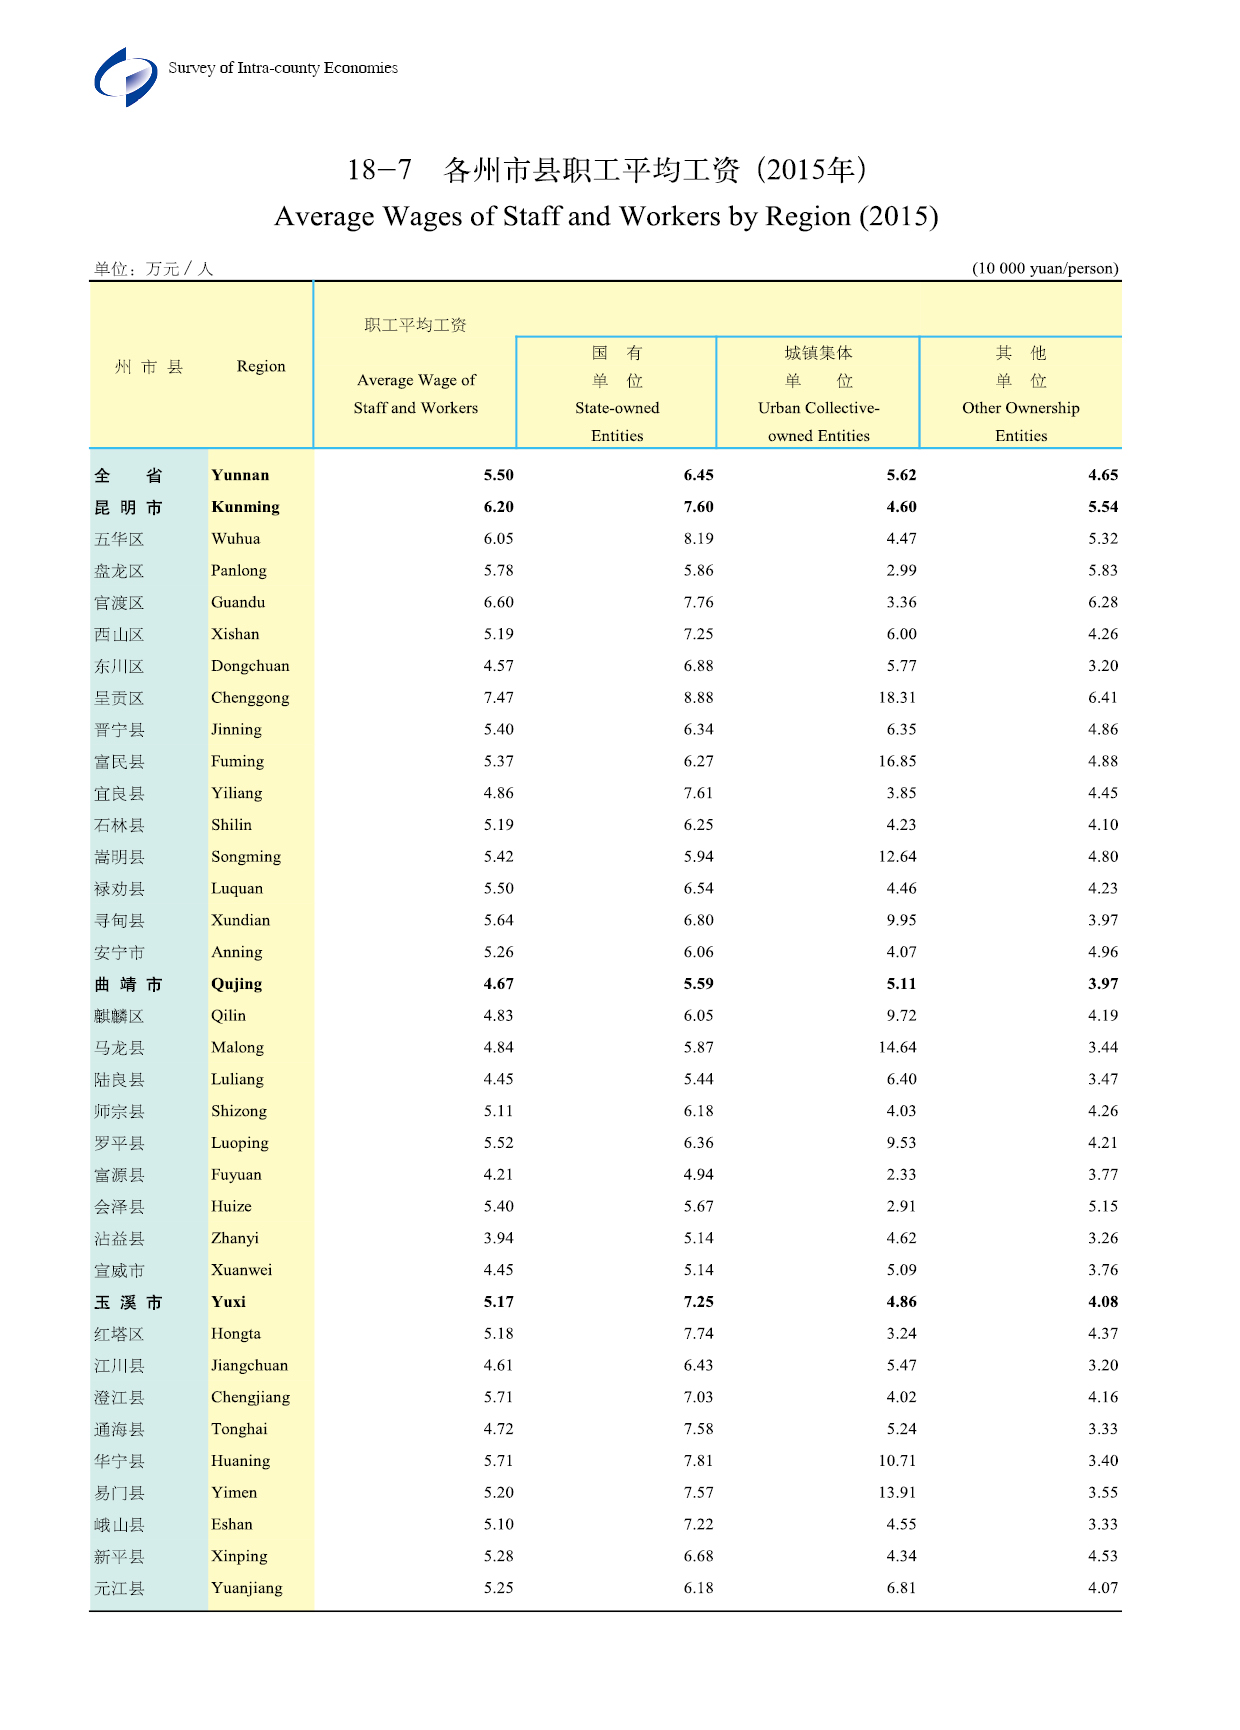 Survey of Intra-county Economies
18—7 各州市县职工平均工资 (2015年)
Average Wages of Staff and Workers by Region (2015)
单位：万元／人 (10 000 yuan/person)
职工平均工资
国 有 城镇集体 其 他
州 市 县 Region
Average Wage of 单 位 单 位 单 位
Staff and Workers State-owned Urban Collective- Other Ownership
Entities owned Entities Entities
全 省 Yunnan 5.50 6.45 5.62 4.65
昆 明 市 Kunming 6.20 7.60 4.60 5.54
五华区 Wuhua 6.05 8.19 4.47 5.32
盘龙区 Panlong 5.78 5.86 2.99 5.83
官渡区 Guandu 6.60 7.76 3.36 6.28
西山区 Xishan 5.19 7.25 6.00 4.26
东川区 Dongchuan 4.57 6.88 5.77 3.20
呈贡区 Chenggong 7.47 8.88 18.31 6.41
晋宁县 Jinning 5.40 6.34 6.35 4.86
富民县 Fuming 5.37 6.27 16.85 4.88
宜良县 Yiliang 4.86 7.61 3.85 4.45
石林县 Shilin 5.19 6.25 4.23 4.10
嵩明县 Songming 5.42 5.94 12.64 4.80
禄劝县 Luquan 5.50 6.54 4.46 4.23
寻甸县 Xundian 5.64 6.80 9.95 3.97
安宁市 Anning 5.26 6.06 4.07 4.96
曲 靖 市 Qujing 4.67 5.59 5.11 3.97
麒麟区 Qilin 4.83 6.05 9.72 4.19
马龙县 Malong 4.84 5.87 14.64 3.44
陆良县 Luliang 4.45 5.44 6.40 3.47
师宗县 Shizong 5.11 6.18 4.03 4.26
罗平县 Luoping 5.52 6.36 9.53 4.21
富源县 Fuyuan 4.21 4.94 2.33 3.77
会泽县 Huize 5.40 5.67 2.91 5.15
沾益县 Zhanyi 3.94 5.14 4.62 3.26
宣威市 Xuanwei 4.45 5.14 5.09 3.76
玉 溪 市 Yuxi 5.17 7.25 4.86 4.08
红塔区 Hongta 5.18 7.74 3.24 4.37
江川县 Jiangchuan 4.61 6.43 5.47 3.20
澄江县 Chengjiang 5.71 7.03 4.02 4.16
通海县 Tonghai 4.72 7.58 5.24 3.33
华宁县 Huaning 5.71 7.81 10.71 3.40
易门县 Yimen 5.20 7.57 13.91 3.55
峨山县 Eshan 5.10 7.22 4.55 3.33
新平县 Xinping 5.28 6.68 4.34 4.53
元江县 Yuanjiang 5.25 6.18 6.81 4.07